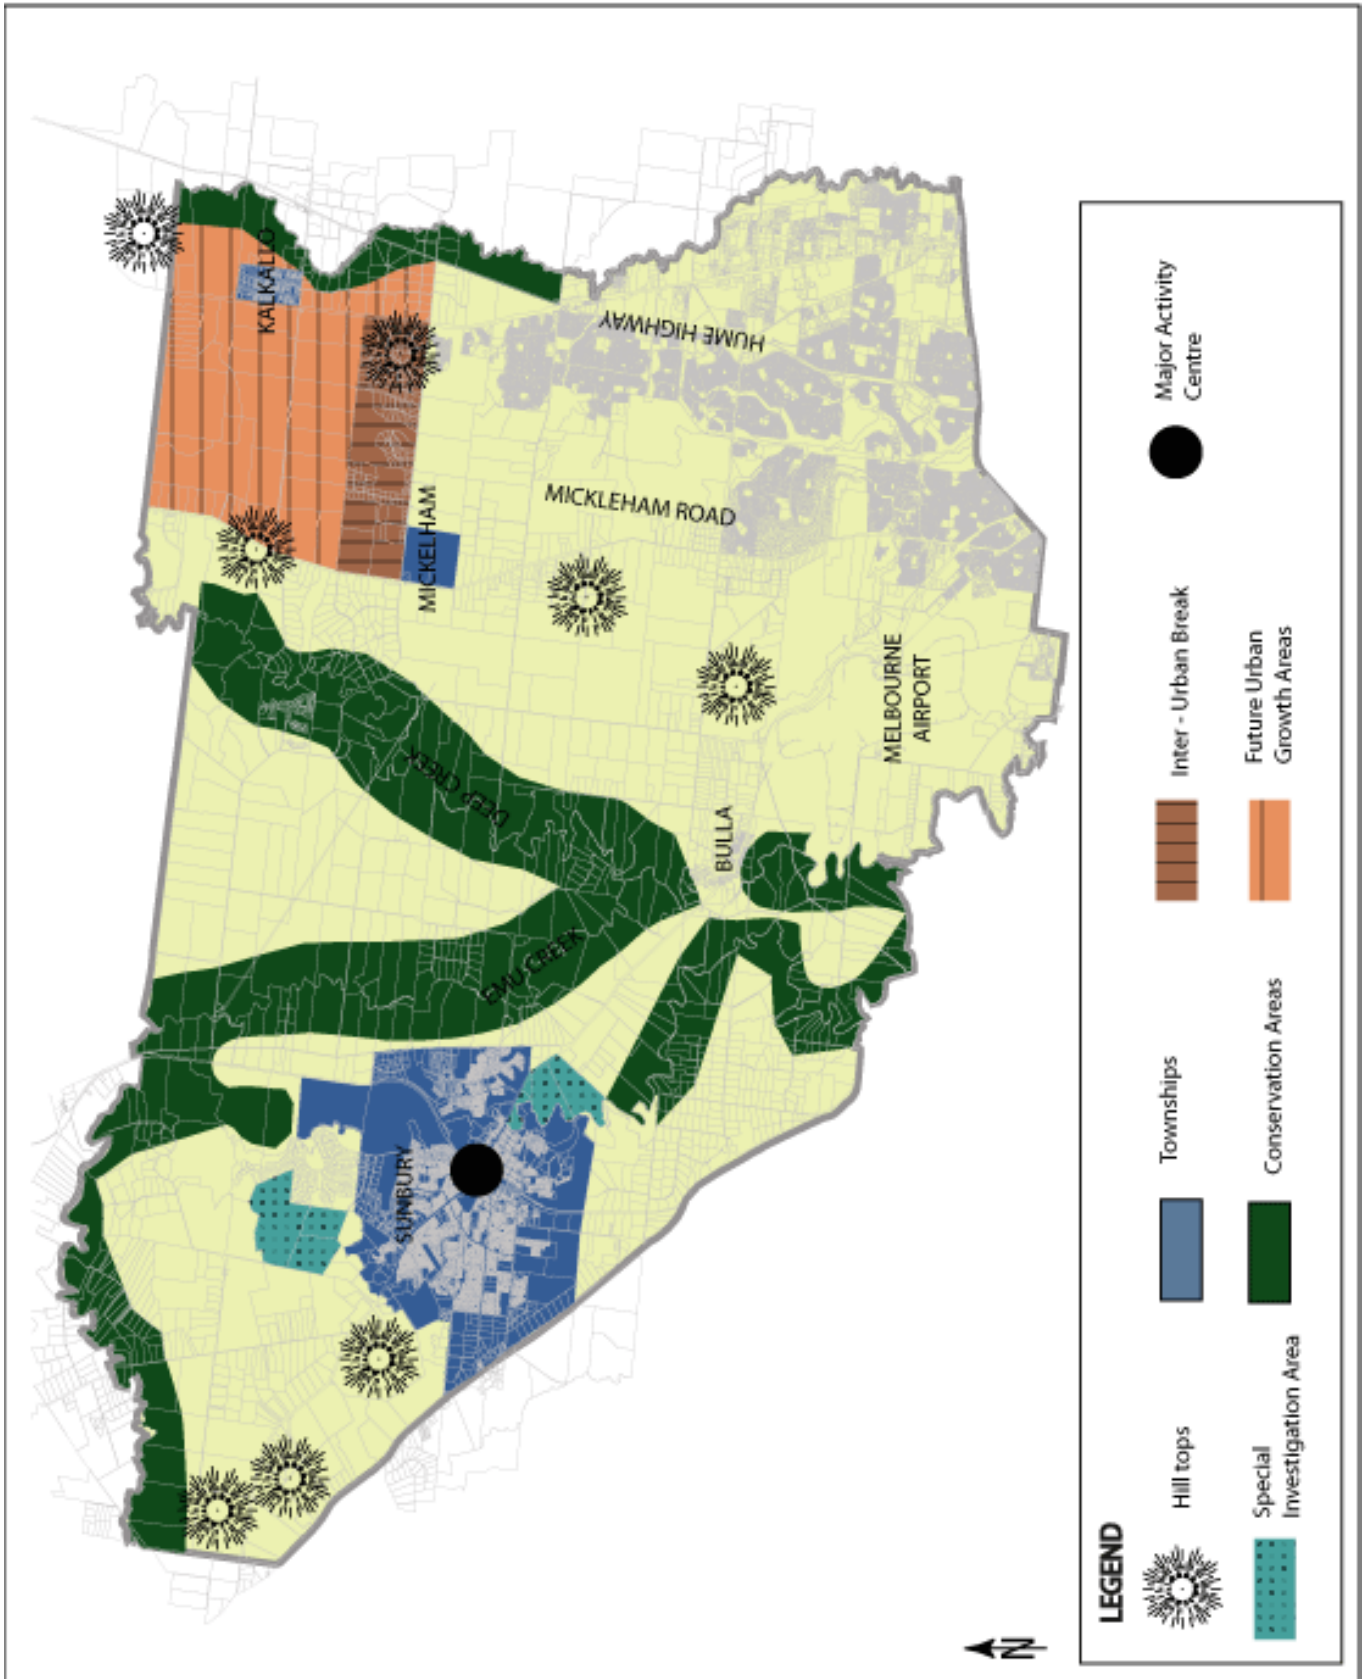 KALKALLO
MICKELHAM
HUME HIGHWAY
MICKLEHAM ROAD
DEEP CREEK
EMU CREEK
SUNBURY
BULLA
MELBOURNE
AIRPORT
N
LEGEND
Hill tops
Townships
Inter - Urban Break
Major Activity
Centre
Special
Investigation Area
Conservation Areas
Future Urban
Growth Areas